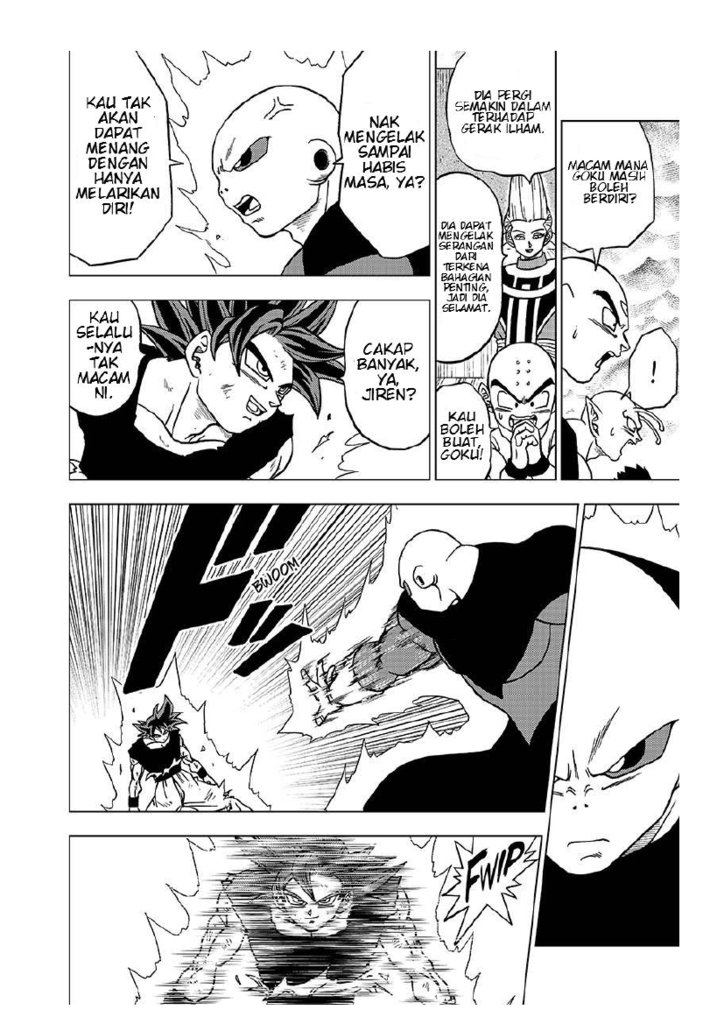 MACAM MANA
GOKU MASIH
BOLEH
BERDIRI?
!
DIA PERGI
SEMAKIN DALAM
TERHADAP
GERAK ILHAM.
DIA DAPAT
MENGELAK
SERANGAN
DARI
TERKENA
BAHAGIAN
PENTING,
JADI DIA
SELAMAT.
KAU
BOLEH
BUAT,
GOKU!
NAK
MENGELAK
SAMPAI
HABIS
MASA, YA?
KAU TAK
AKAN
DAPAT
MENANG
DENGAN
HANYA
MELARIKAN
DIRI!
CAKAP
BANYAK,
YA,
JIREN?
KAU
SELALU
-NYA
TAK
MACAM
NI.
BWOOM
FWIP